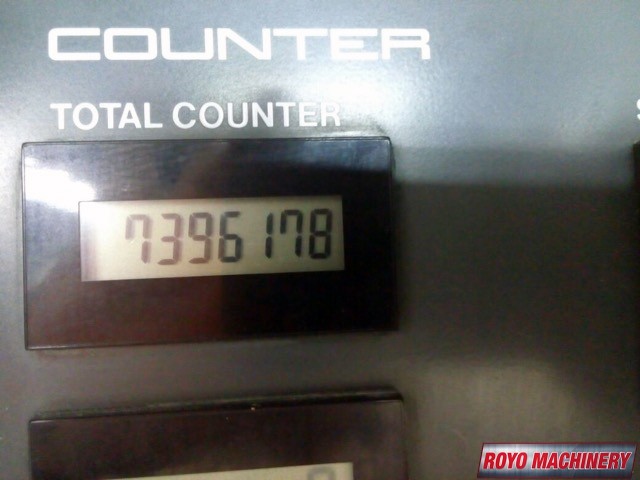 COUNTER
TOTAL COUNTER
7396178
ROYO MACHINERY